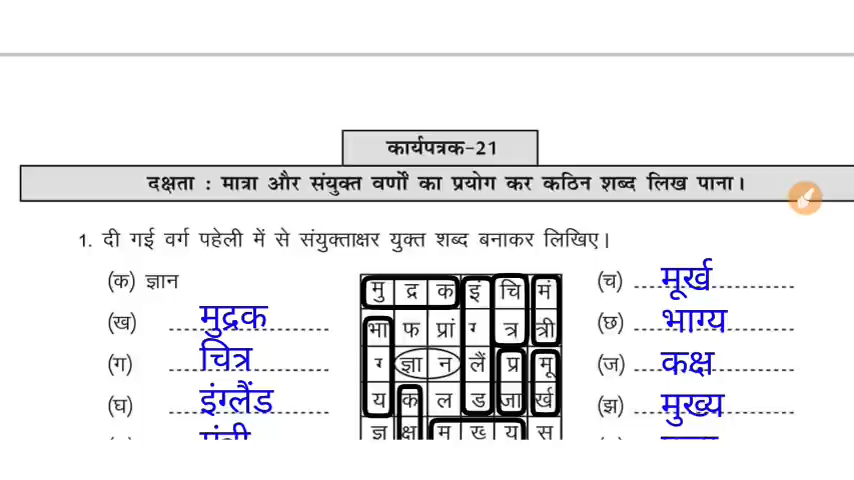 कार्यपत्रक-21
दक्षता : मात्रा और संयुक्त वर्णों का प्रयोग कर कठिन शब्द लिख पाना।
1. दी गई वर्ग पहेली में से संयुक्ताक्षर युक्त शब्द बनाकर लिखिए।
(क) ज्ञान
(ख) मुद्रक
(ग) चित्र
(घ) इंग्लैंड
मु द्र क इं चि मं
भा फ प्रां ग् त्र त्री
ग् ज्ञा न लैं प्र मू
य क ल ड जा र्ख
ज्ञ क्ष मु ख् य स
(च) मूर्ख
(छ) भाग्य
(ज) कक्ष
(झ) मुख्य